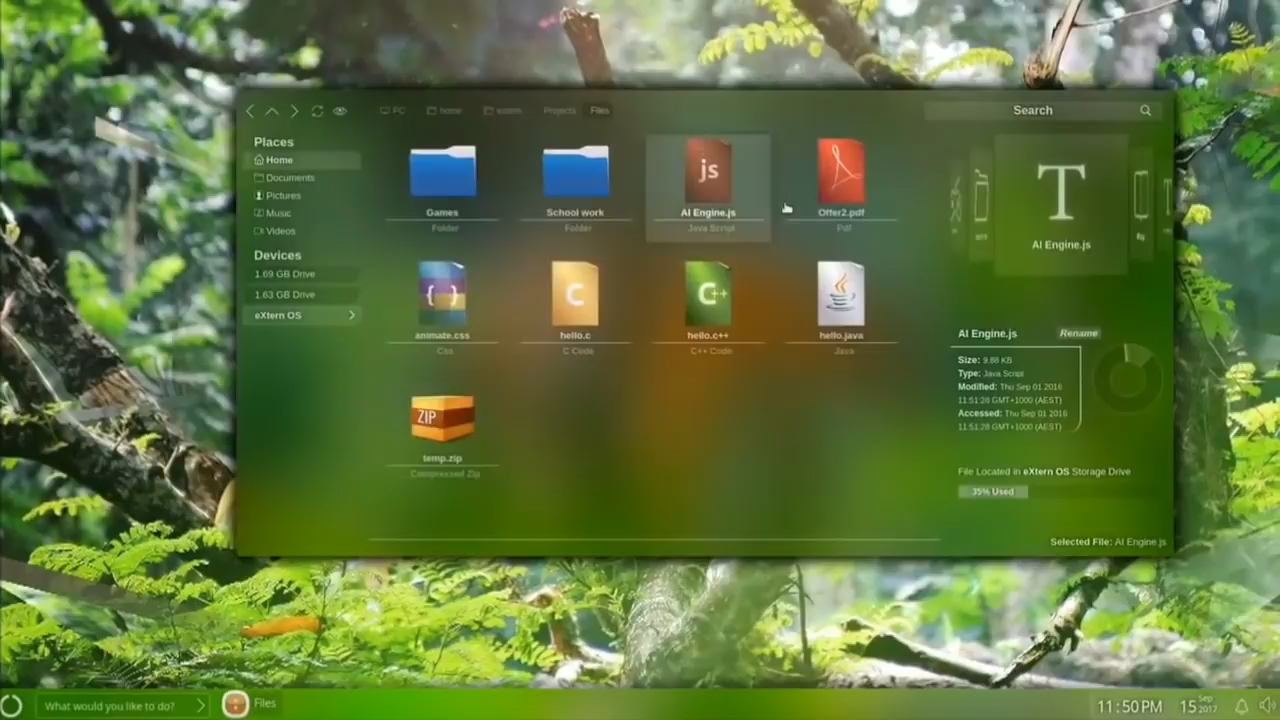 PC home extern Projects Files
Search
Places
Home
Documents
Pictures
Music
Videos
Devices
1.69 GB Drive
1.63 GB Drive
eXtern OS
Games
Folder
School work
Folder
js
AI Engine.js
Java Script
Offer2.pdf
Pdf
{ }
animate.css
Css
C
hello.c
C Code
C++
hello.c++
C++ Code
hello.java
Java
ZIP
temp.zip
Compressed Zip
T
AI Engine.js
AI Engine.js
Rename
Size: 9.88 KB
Type: Java Script
Modified: Thu Sep 01 2016
11:51:28 GMT+1000 (AEST)
Accessed: Thu Sep 01 2016
11:51:28 GMT+1000 (AEST)
File Located in eXtern OS Storage Drive
35% Used
Selected File: AI Engine.js
What would you like to do?
Files
11:50PM
15 Sep 2017